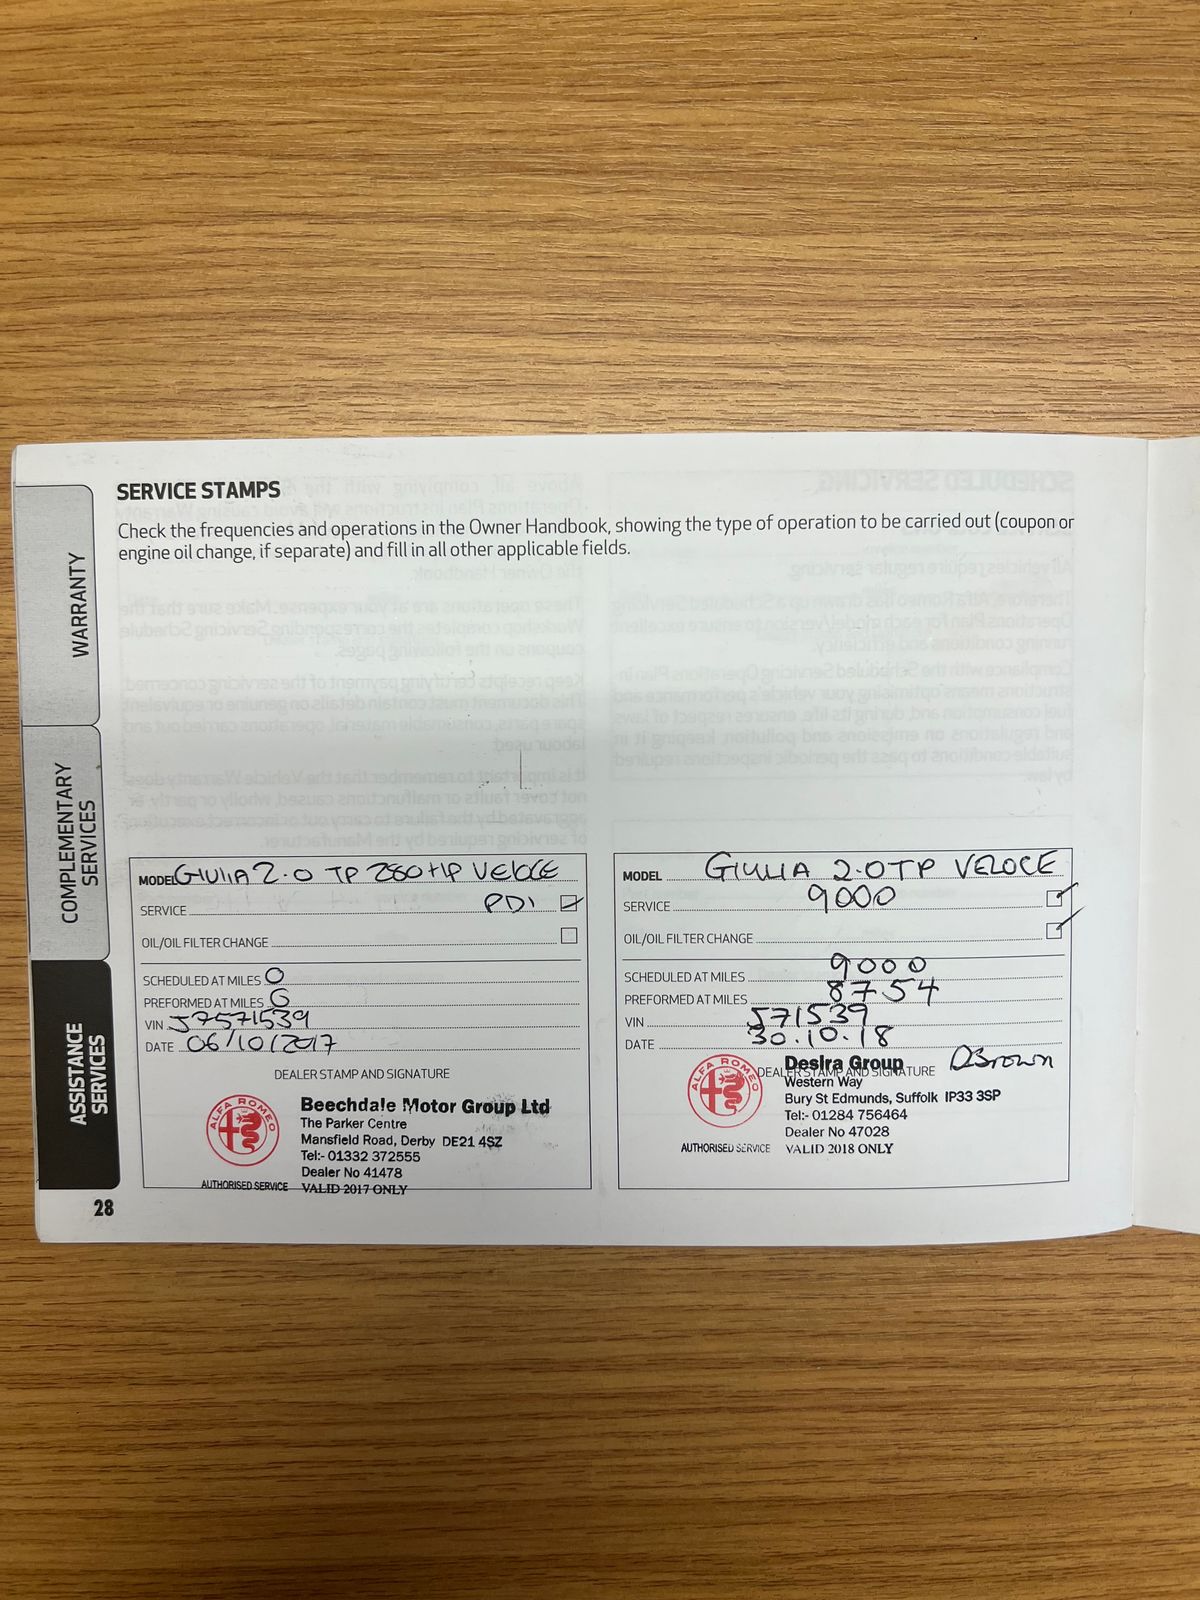 SERVICE STAMPS
Check the frequencies and operations in the Owner Handbook, showing the type of operation to be carried out (coupon or
engine oil change, if separate) and fill in all other applicable fields.
WARRANTY
COMPLEMENTARY
SERVICES
ASSISTANCE
SERVICES
MODEL GIULIA 2.0 TP 280HP VELOCE
SERVICE PDI
OIL/OIL FILTER CHANGE
SCHEDULED AT MILES 0
PREFORMED AT MILES 6
VIN J7571539
DATE 06/10/2017
DEALER STAMP AND SIGNATURE
ALFA ROMEO
Beechdale Motor Group Ltd
The Parker Centre
Mansfield Road, Derby DE21 4SZ
Tel:- 01332 372555
Dealer No 41478
AUTHORISED SERVICE VALID 2017 ONLY
MODEL GIULIA 2.0TP VELOCE
SERVICE 9000
OIL/OIL FILTER CHANGE
SCHEDULED AT MILES 9000
PREFORMED AT MILES 8754
VIN 571539
DATE 30.10.18
DEALER STAMP AND SIGNATURE DBrown
ALFA ROMEO
Desira Group
Western Way
Bury St Edmunds, Suffolk IP33 3SP
Tel:- 01284 756464
Dealer No 47028
AUTHORISED SERVICE VALID 2018 ONLY
28